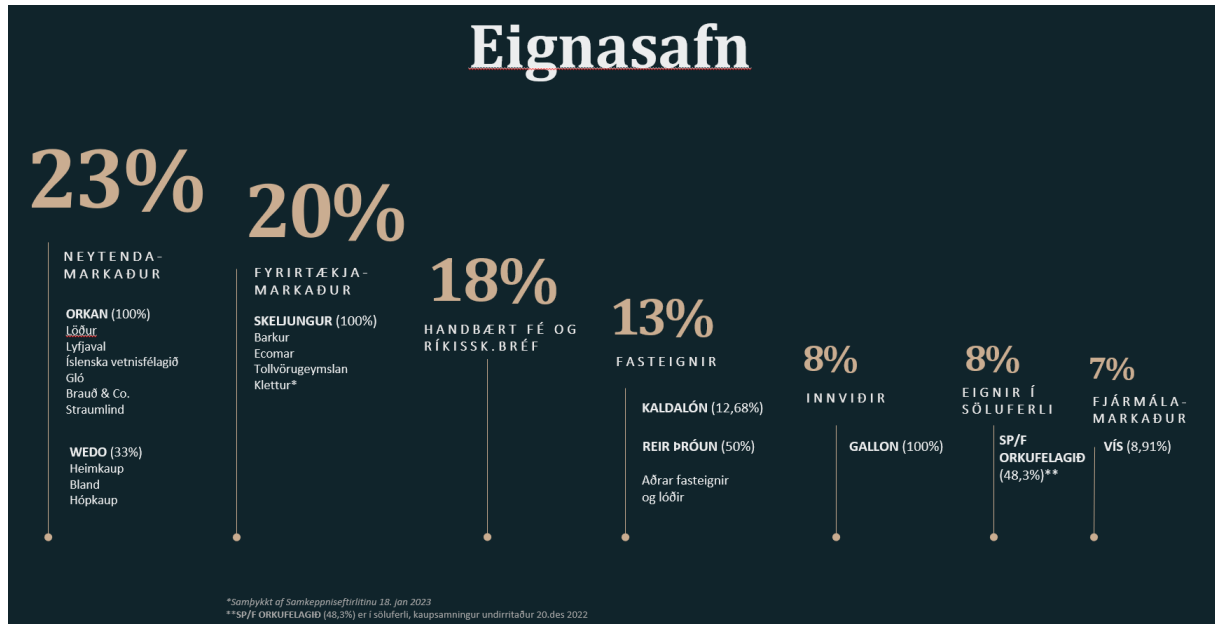 Eignasafn
23%
NEYTENDA-
MARKAÐUR
ORKAN (100%)
Löður
Lyfjaval
Íslenska vetnisfélagið
Gló
Brauð & Co.
Straumlind
WEDO (33%)
Heimkaup
Bland
Hópkaup
20%
FYRIRTÆKJA-
MARKAÐUR
SKELJUNGUR (100%)
Barkur
Ecomar
Tollvörugeymslan
Klettur*
18%
HANDBÆRT FÉ OG
RÍKISSK.BRÉF
13%
FASTEIGNIR
KALDALÓN (12,68%)
REIR ÞRÓUN (50%)
Aðrar fasteignir
og lóðir
8%
INNVIÐIR
GALLON (100%)
8%
EIGNIR Í
SÖLUFERLI
SP/F
ORKUFELAGIÐ
(48,3%)**
7%
FJÁRMÁLA-
MARKAÐUR
VÍS (8,91%)
*Samþykkt af Samkeppniseftirlitinu 18. jan 2023
**SP/F ORKUFELAGIÐ (48,3%) er í söluferli, kaupsamningur undirritaður 20.des 2022